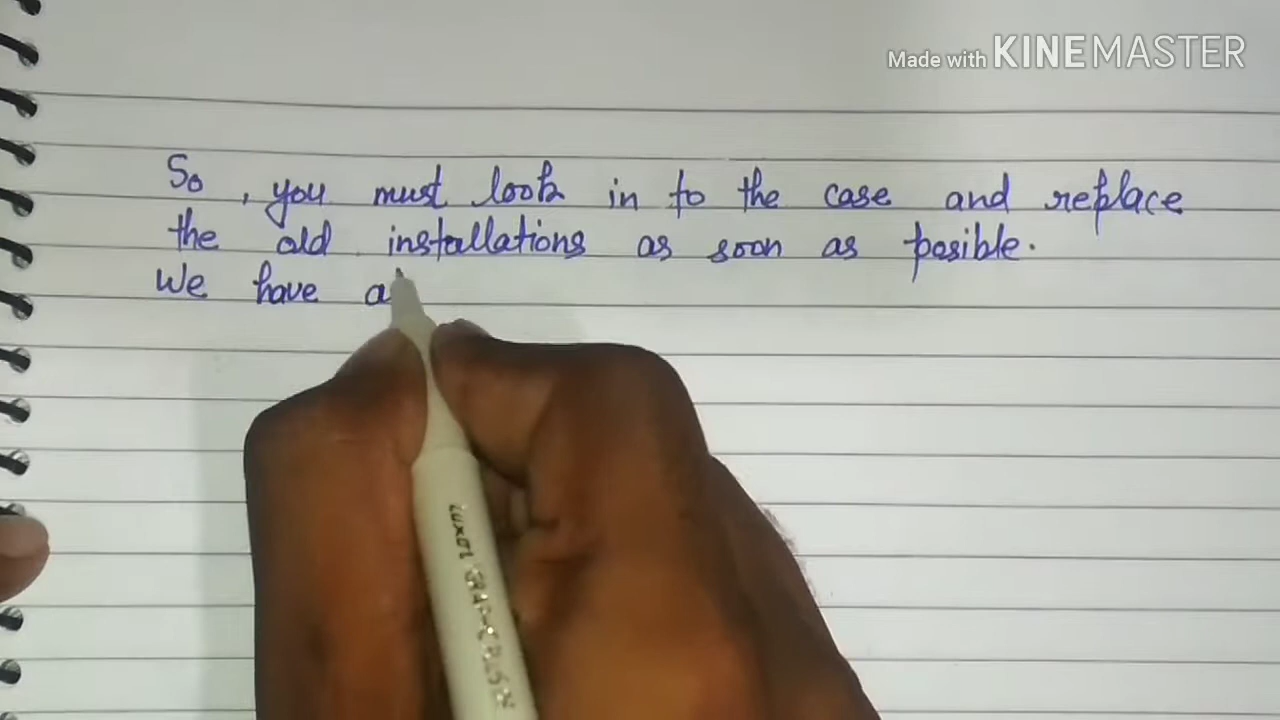 Made with KINEMASTER
So, you must look in to the case and replace
the old installations as soon as posible.
We have a
LUXOR